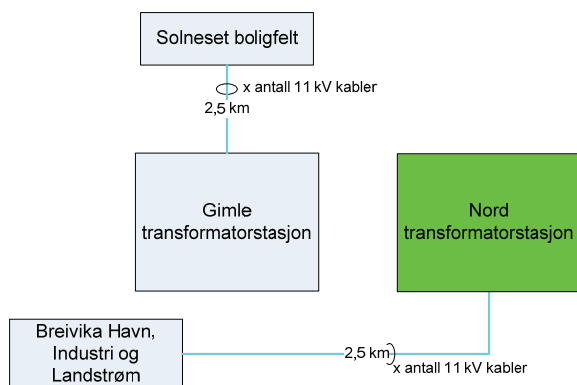 Solneset boligfelt
x antall 11 kV kabler
2,5 km
Gimle
transformatorstasjon
Nord
transformatorstasjon
Breivika Havn,
Industri og
Landstrøm
2,5 km
x antall 11 kV kabler